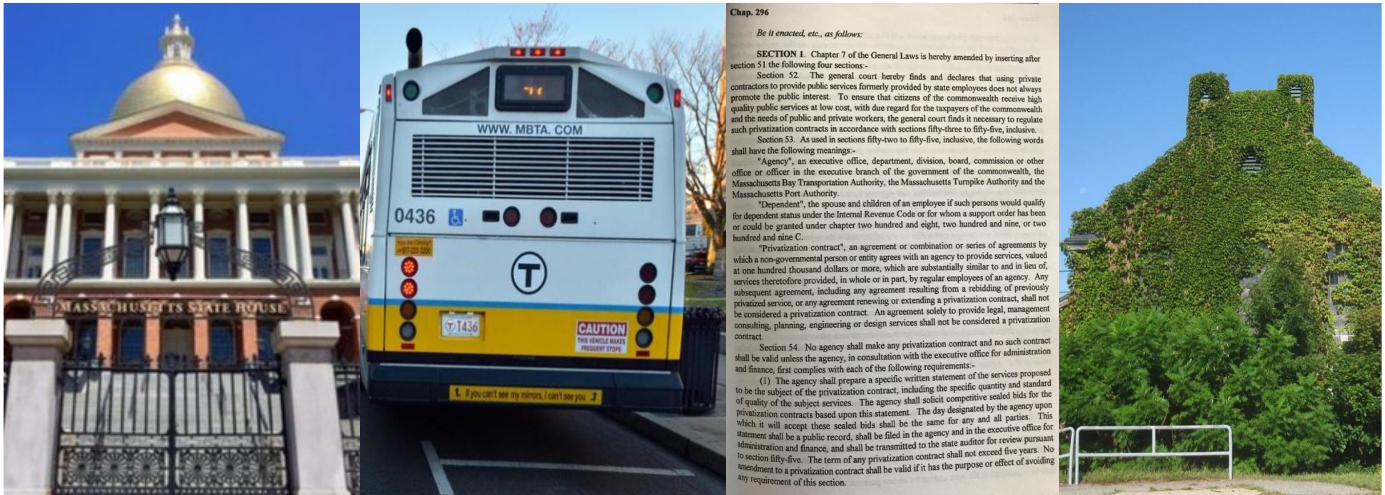 MASSACHUSETTS STATE HOUSE
71
WWW. MBTA. COM
0436
T
T T436
CAUTION
THIS VEHICLE MAKES
FREQUENT STOPS
If you can't see my mirrors, I can't see you
Chap. 296
Be it enacted, etc., as follows:
SECTION 1. Chapter 7 of the General Laws is hereby amended by inserting after
section 51 the following four sections:-
Section 52. The general court hereby finds and declares that using private
contractors to provide public services formerly provided by state employees does not always
promote the public interest. To ensure that citizens of the commonwealth receive high
quality public services at low cost, with due regard for the taxpayers of the commonwealth
and the needs of public and private workers, the general court finds it necessary to regulate
such privatization contracts in accordance with sections fifty-three to fifty-five, inclusive.
Section 53. As used in sections fifty-two to fifty-five, inclusive, the following words
shall have the following meanings:-
"Agency", an executive office, department, division, board, commission or other
office or officer in the executive branch of the government of the commonwealth, the
Massachusetts Bay Transportation Authority, the Massachusetts Turnpike Authority and the
Massachusetts Port Authority.
"Dependent", the spouse and children of an employee if such persons would qualify
for dependent status under the Internal Revenue Code or for whom a support order has been
or could be granted under chapter two hundred and eight, two hundred and nine, or two
hundred and nine C.
"Privatization contract", an agreement or combination or series of agreements by
which a non-governmental person or entity agrees with an agency to provide services, valued
at one hundred thousand dollars or more, which are substantially similar to and in lieu of,
services theretofore provided, in whole or in part, by regular employees of an agency. Any
subsequent agreement, including any agreement resulting from a rebidding of previously
privatized service, or any agreement renewing or extending a privatization contract, shall not
be considered a privatization contract. An agreement solely to provide legal, management
consulting, planning, engineering or design services shall not be considered a privatization
contract.
Section 54. No agency shall make any privatization contract and no such contract
shall be valid unless the agency, in consultation with the executive office for administration
and finance, first complies with each of the following requirements:-
(1) The agency shall prepare a specific written statement of the services proposed
to be the subject of the privatization contract, including the specific quantity and standard
of quality of the subject services. The agency shall solicit competitive sealed bids for the
privatization contracts based upon this statement. The day designated by the agency upon
which it will accept these sealed bids shall be the same for any and all parties. This
statement shall be a public record, shall be filed in the agency and in the executive office for
administration and finance, and shall be transmitted to the state auditor for review pursuant
to section fifty-five. The term of any privatization contract shall not exceed five years. No
amendment to a privatization contract shall be valid if it has the purpose or effect of avoiding
any requirement of this section.